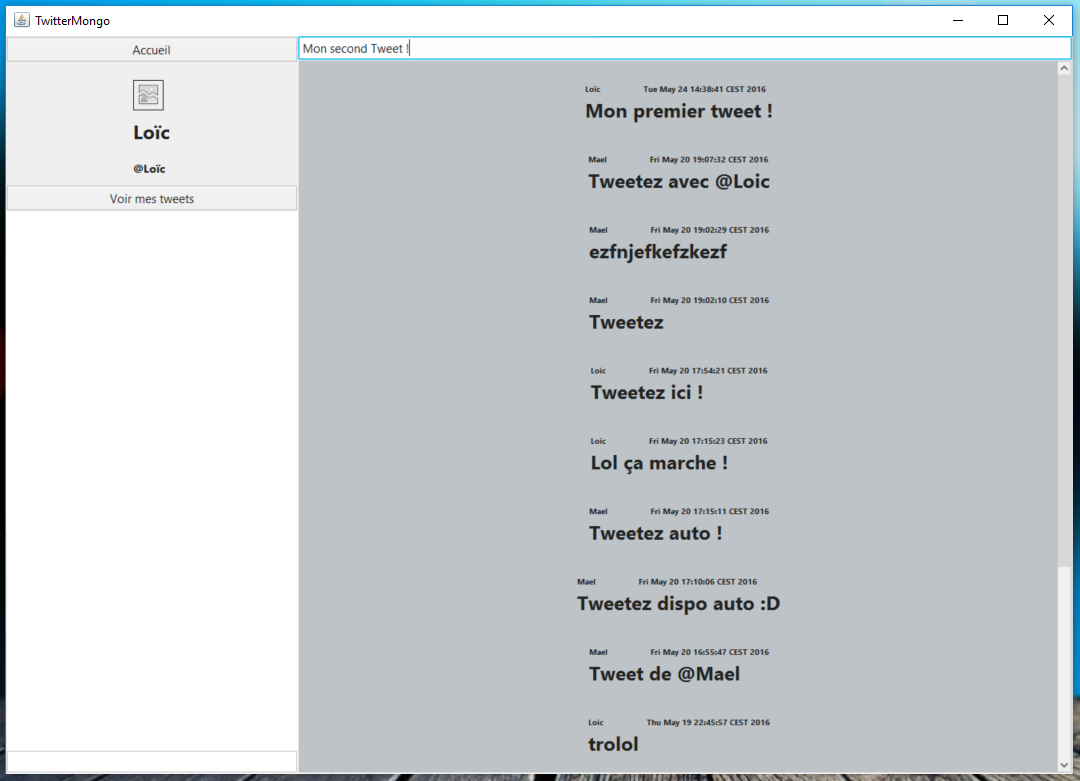 TwitterMongo
Accueil
Loïc
@Loïc
Voir mes tweets
Mon second Tweet !
Loïc Tue May 24 14:38:41 CEST 2016
Mon premier tweet !
Mael Fri May 20 19:07:32 CEST 2016
Tweetez avec @Loic
Mael Fri May 20 19:02:29 CEST 2016
ezfnjefkefzkezf
Mael Fri May 20 19:02:10 CEST 2016
Tweetez
Loic Fri May 20 17:54:21 CEST 2016
Tweetez ici !
Loic Fri May 20 17:15:23 CEST 2016
Lol ça marche !
Mael Fri May 20 17:15:11 CEST 2016
Tweetez auto !
Mael Fri May 20 17:10:06 CEST 2016
Tweetez dispo auto :D
Mael Fri May 20 16:55:47 CEST 2016
Tweet de @Mael
Loic Thu May 19 22:45:57 CEST 2016
trolol